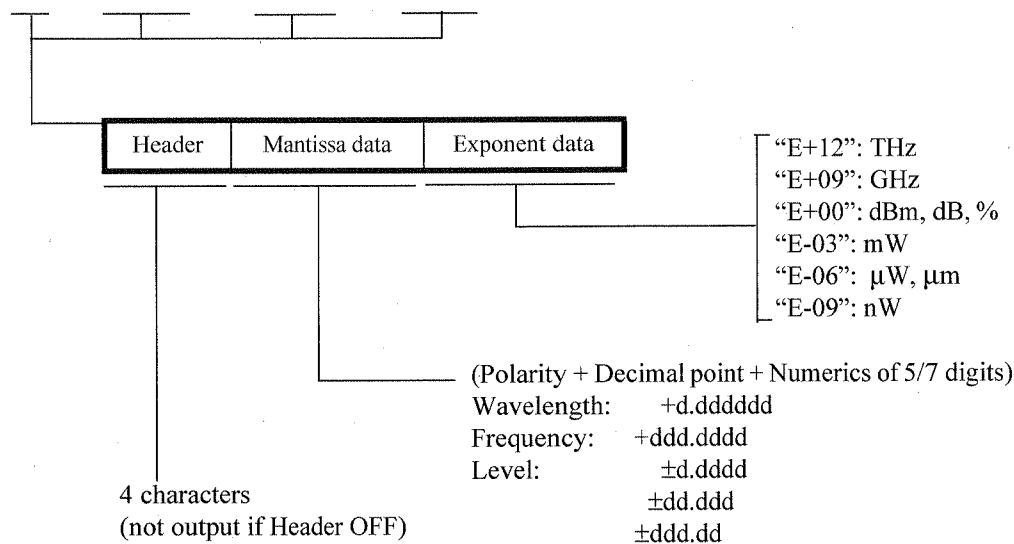 Header Mantissa data Exponent data
“E+12”: THz
“E+09”: GHz
“E+00”: dBm, dB, %
“E-03”: mW
“E-06”: μW, μm
“E-09”: nW
(Polarity + Decimal point + Numerics of 5/7 digits)
Wavelength: +d.dddddd
Frequency: +ddd.dddd
Level: ±d.dddd
±dd.ddd
±ddd.dd
4 characters
(not output if Header OFF)